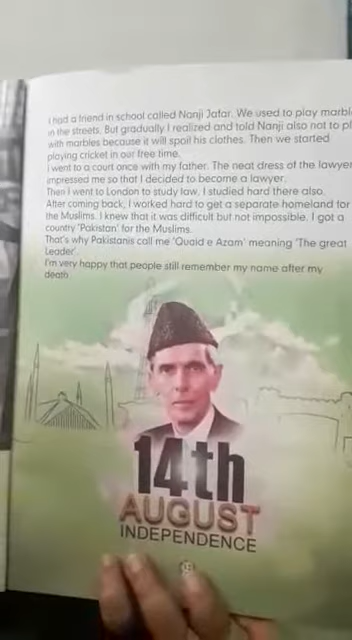 I had a friend in school called Nanji Jafar. We used to play marbl
in the streets. But gradually I realized and told Nanji also not to pl
with marbles because it will spoil his clothes. Then we started
playing cricket in our free time.
I went to a court once with my father. The neat dress of the lawyer
impressed me so that I decided to become a lawyer.
Then I went to London to study law. I studied hard there also.
After coming back, I worked hard to get a separate homeland for
the Muslims. I knew that it was difficult but not impossible. I got a
country 'Pakistan' for the Muslims.
That's why Pakistanis call me 'Quaid e Azam' meaning 'The great
Leader'.
I'm very happy that people still remember my name after my
death
14th
AUGUST
INDEPENDENCE